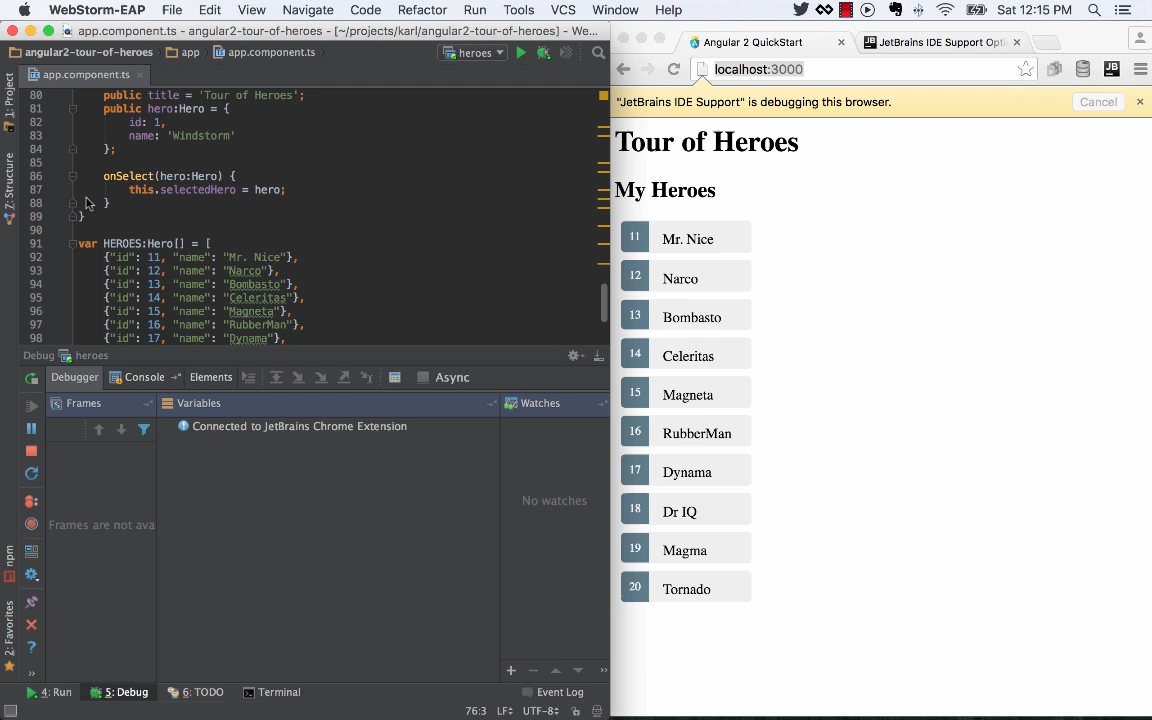 WebStorm-EAP File Edit View Navigate Code Refactor Run Tools VCS Window Help Sat 12:15 PM
app.component.ts - angular2-tour-of-heroes - [~/projects/karl/angular2-tour-of-heroes] - We...
angular2-tour-of-heroes app app.component.ts heroes
app.component.ts
1: Project
7: Structure
npm
2: Favorites
80 public title = 'Tour of Heroes';
81 public hero:Hero = {
82 id: 1,
83 name: 'Windstorm'
84 };
85
86 onSelect(hero:Hero) {
87 this.selectedHero = hero;
88 }
89 }
90
91 var HEROES:Hero[] = [
92 {"id": 11, "name": "Mr. Nice"},
93 {"id": 12, "name": "Narco"},
94 {"id": 13, "name": "Bombasto"},
95 {"id": 14, "name": "Celeritas"},
96 {"id": 15, "name": "Magneta"},
97 {"id": 16, "name": "RubberMan"},
98 {"id": 17, "name": "Dynama"},
Debug heroes
Debugger Console Elements Async
Frames Variables Watches
Connected to JetBrains Chrome Extension
Frames are not ava
No watches
4: Run 5: Debug 6: TODO Terminal Event Log
76:3 LF UTF-8
Angular 2 QuickStart JetBrains IDE Support Opti
localhost:3000
"JetBrains IDE Support" is debugging this browser. Cancel
Tour of Heroes
My Heroes
11 Mr. Nice
12 Narco
13 Bombasto
14 Celeritas
15 Magneta
16 RubberMan
17 Dynama
18 Dr IQ
19 Magma
20 Tornado